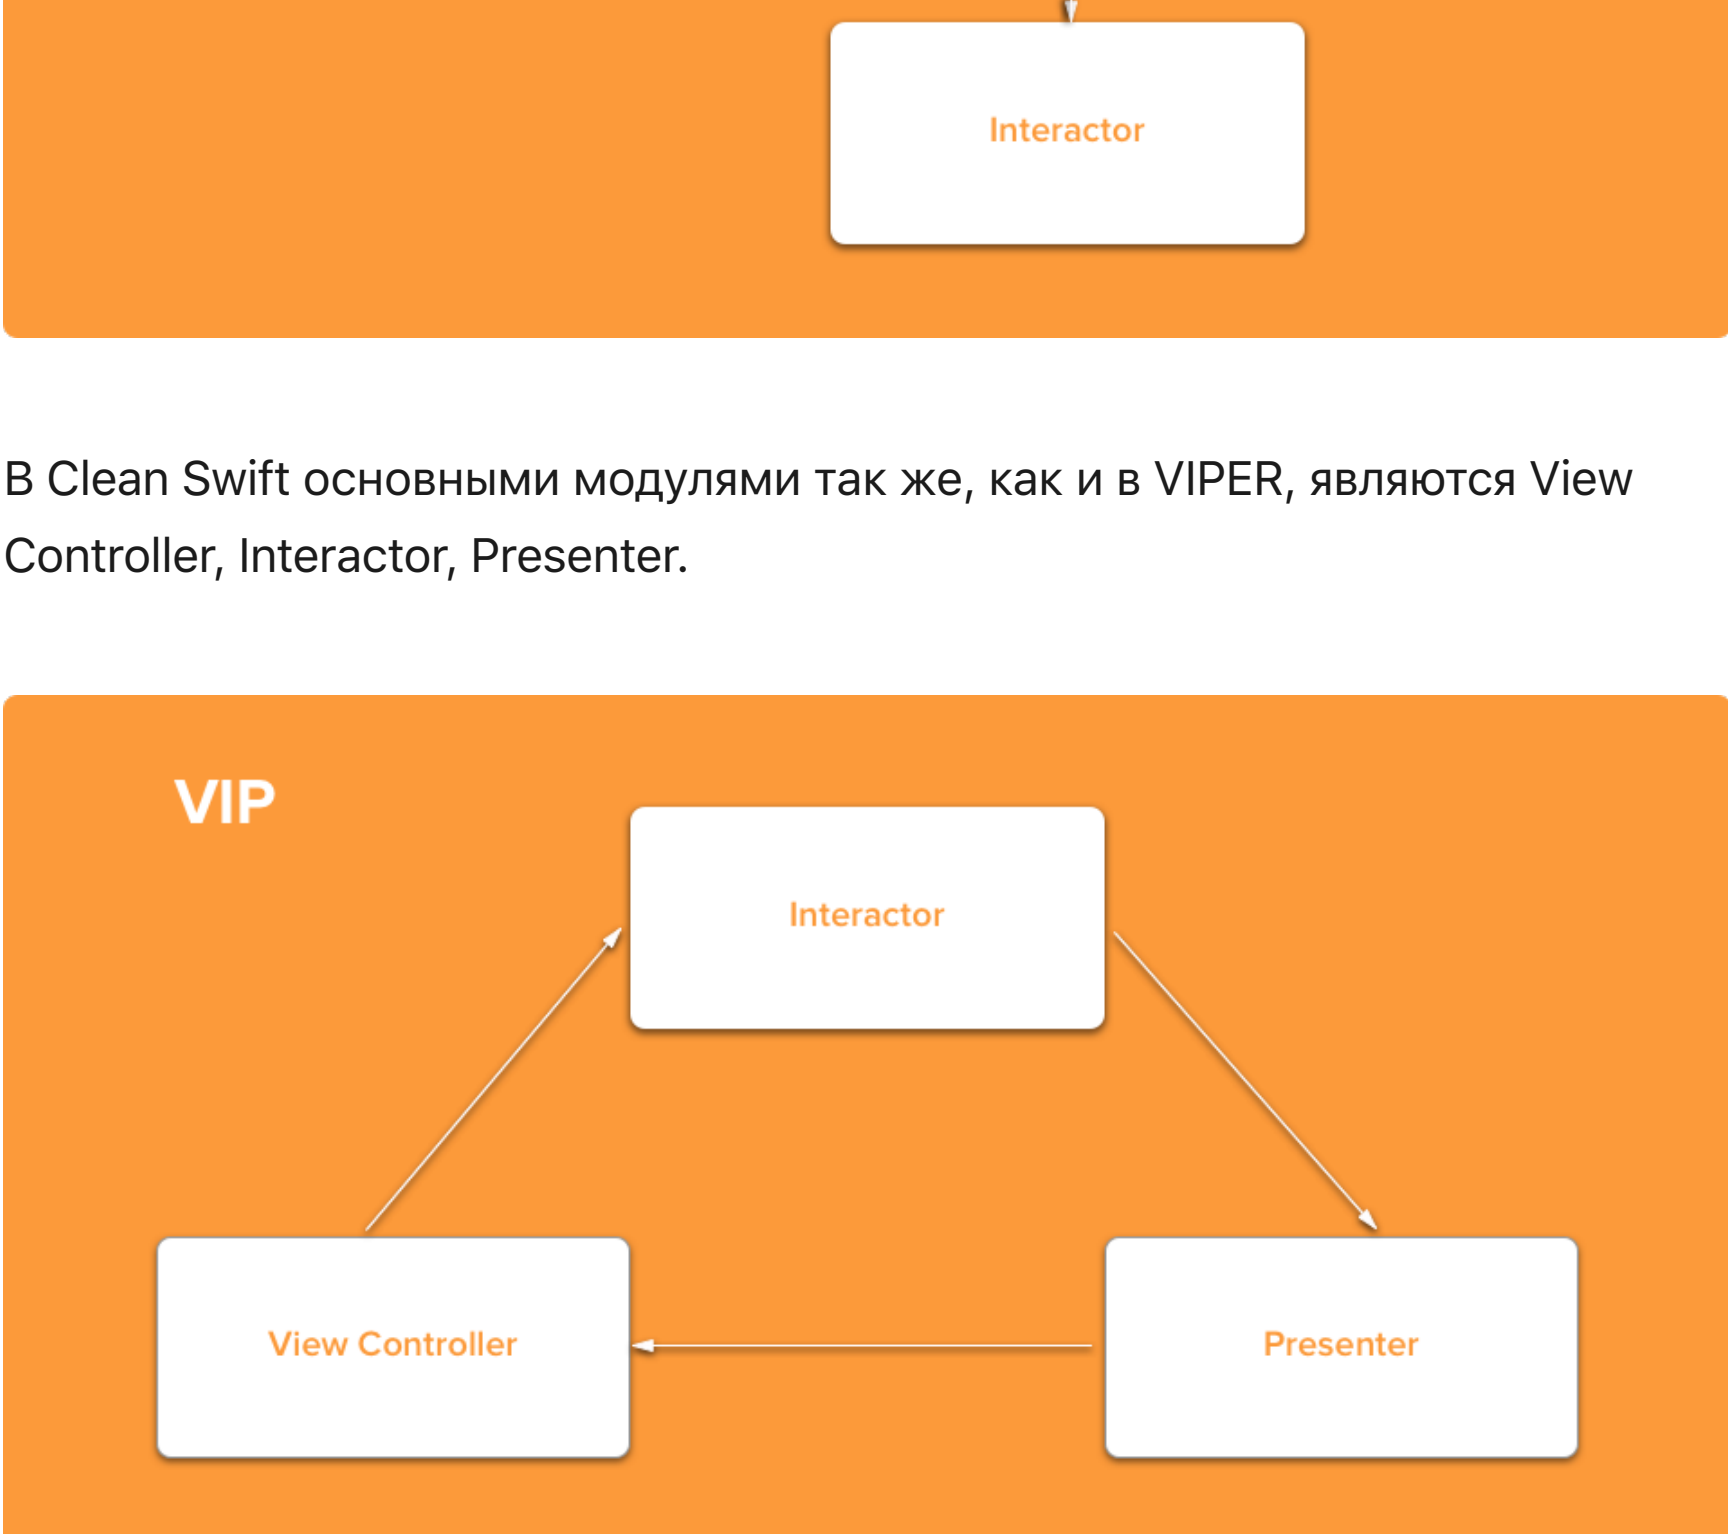 Interactor
В Clean Swift основными модулями так же, как и в VIPER, являются View
Controller, Interactor, Presenter.
VIP
Interactor
View Controller
Presenter